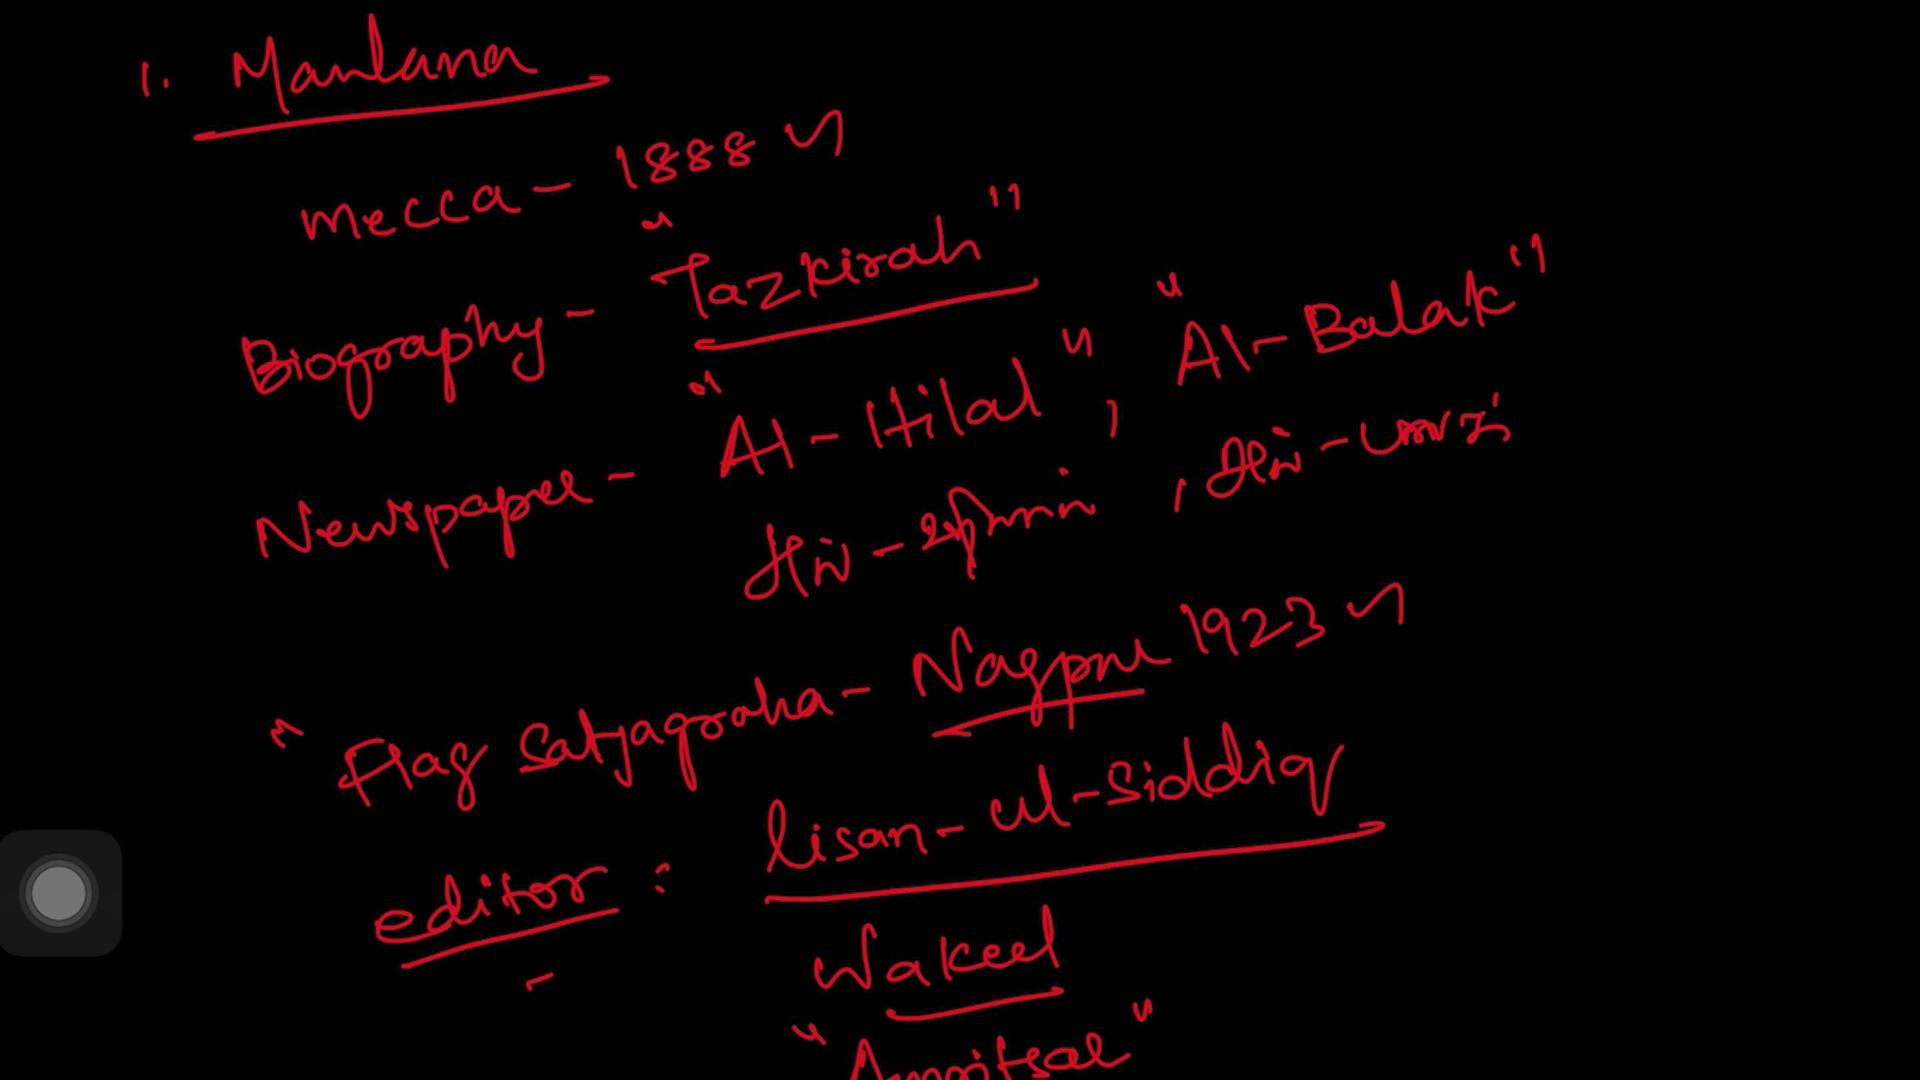 1. Maulana
Mecca - 1888 में
Biography - "Tazkirah"
Newspaper - "Al-Hilal", "Al-Balak"
"Flag Satyagraha - Nagpur 1923 में
editor : lisan-ul-Siddiq
Wakeel
"Amritsar"